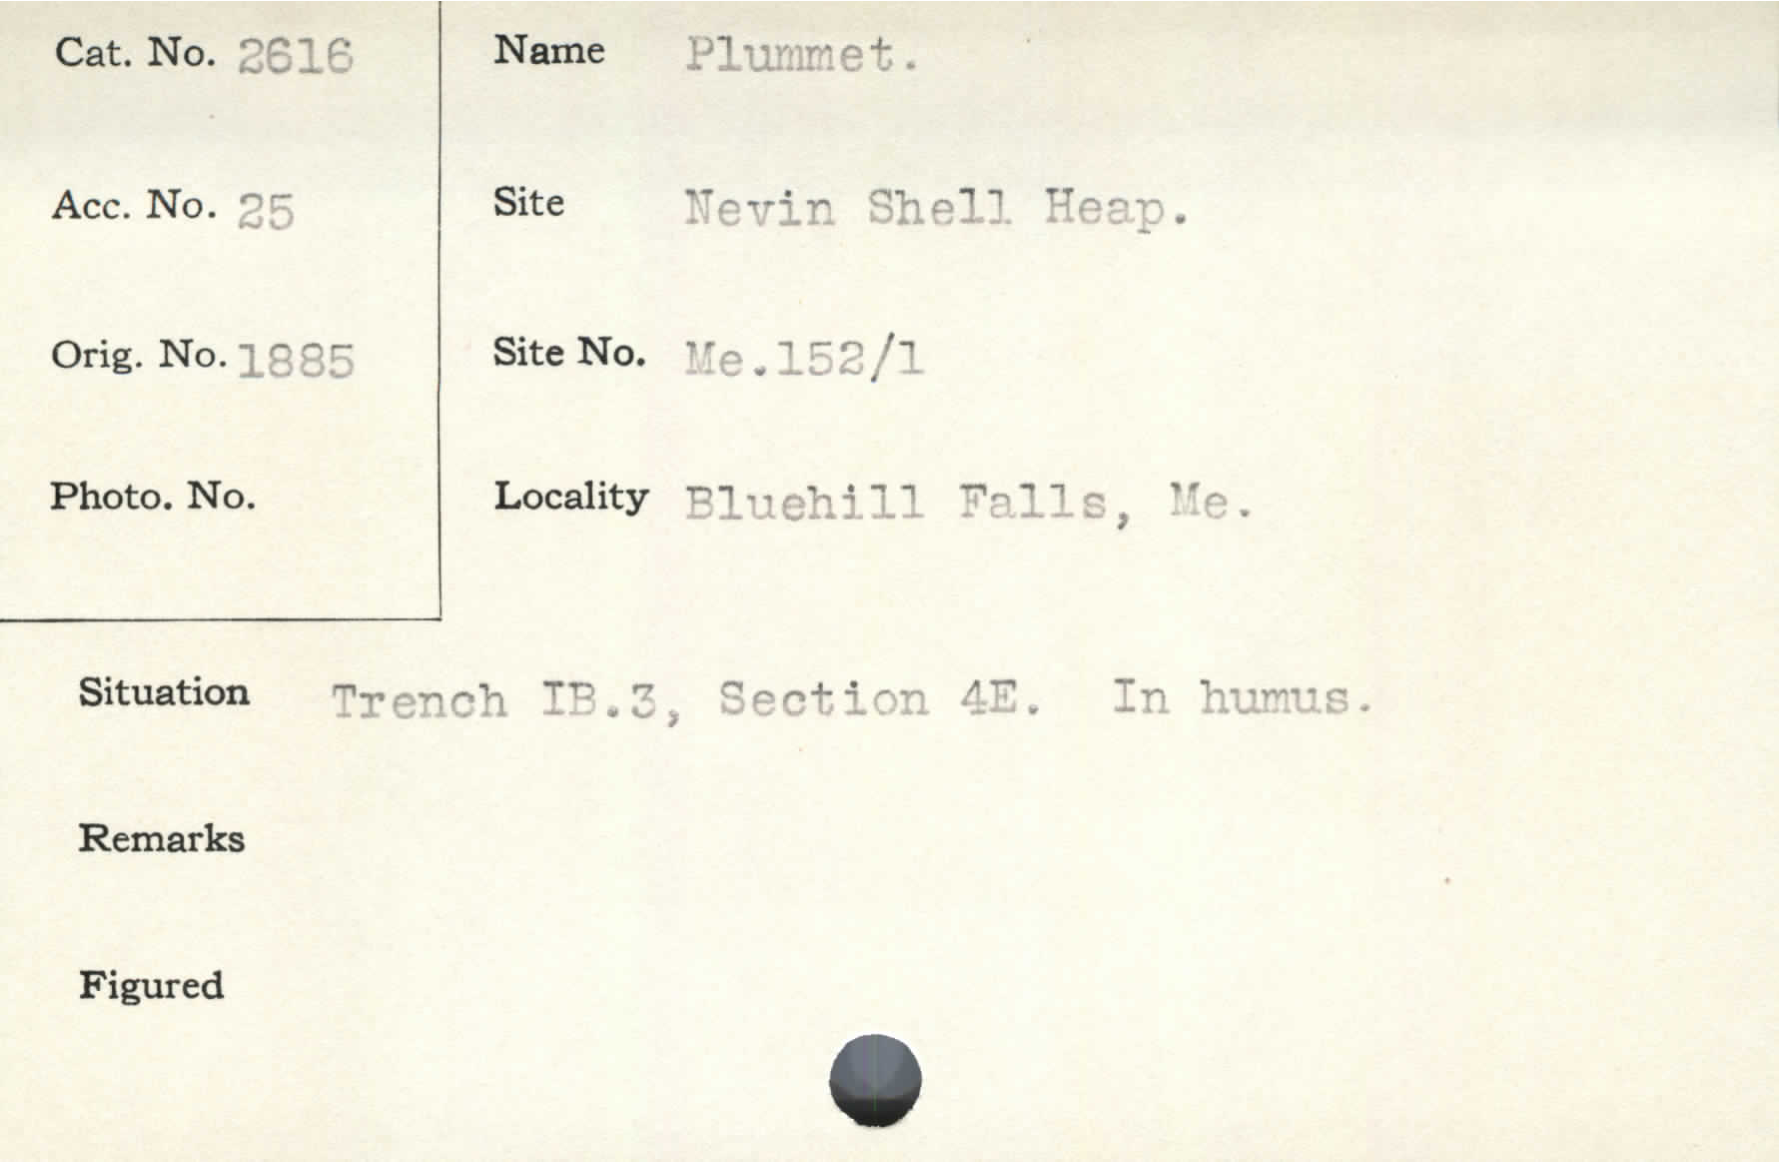 Cat. No. 2616
Acc. No. 25
Orig. No. 1885
Photo. No.
Name Plummet.
Site Nevin Shell Heap.
Site No. Me.152/1
Locality Bluehill Falls, Me.
Situation Trench IB.3, Section 4E. In humus.
Remarks
Figured